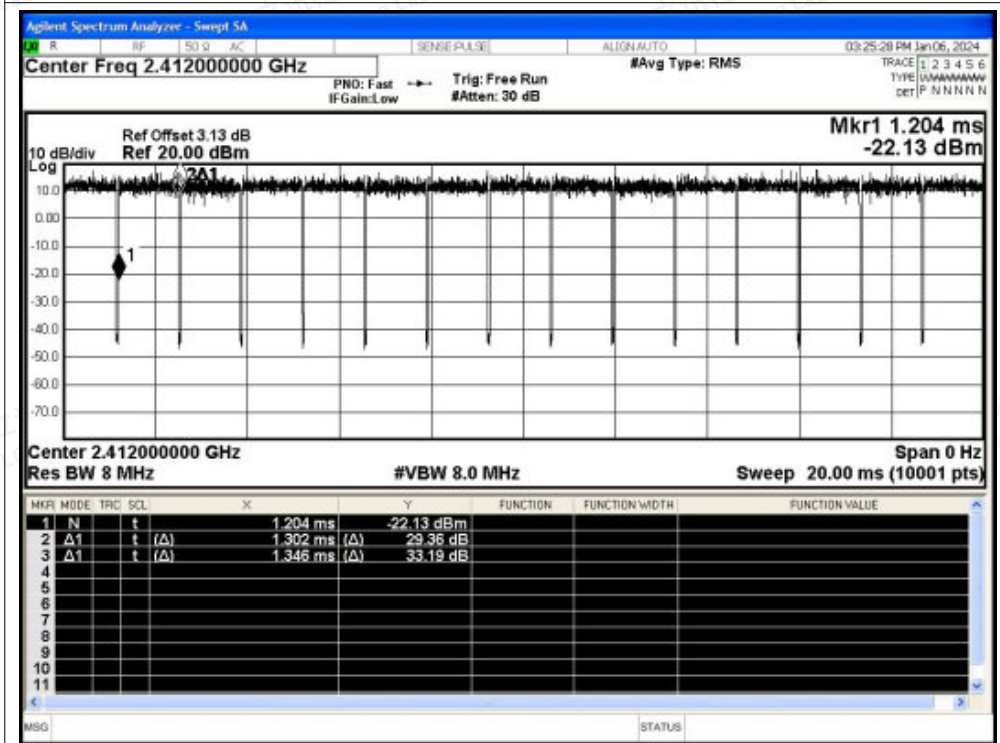 Agilent Spectrum Analyzer - Swept SA
R RF 50 Ω AC SENSE:PULSE ALIGN AUTO 03:25:28 PM Jan 06, 2024
Center Freq 2.412000000 GHz #Avg Type: RMS TRACE 1 2 3 4 5 6
PNO: Fast Trig: Free Run TYPE WWWWWWW
IFGain:Low #Atten: 30 dB DET P N N N N N
Mkr1 1.204 ms
Ref Offset 3.13 dB
10 dB/div Ref 20.00 dBm -22.13 dBm
Log
10.0
0.00
-10.0
-20.0
-30.0
-40.0
-50.0
-60.0
-70.0
1
Center 2.412000000 GHz Span 0 Hz
Res BW 8 MHz #VBW 8.0 MHz Sweep 20.00 ms (10001 pts)
MKR MODE TRC SCL X Y FUNCTION FUNCTION WIDTH FUNCTION VALUE
1 N t 1.204 ms -22.13 dBm
2 Δ1 t (Δ) 1.302 ms (Δ) 29.36 dB
3 Δ1 t (Δ) 1.346 ms (Δ) 33.19 dB
4
5
6
7
8
9
10
11
MSG STATUS